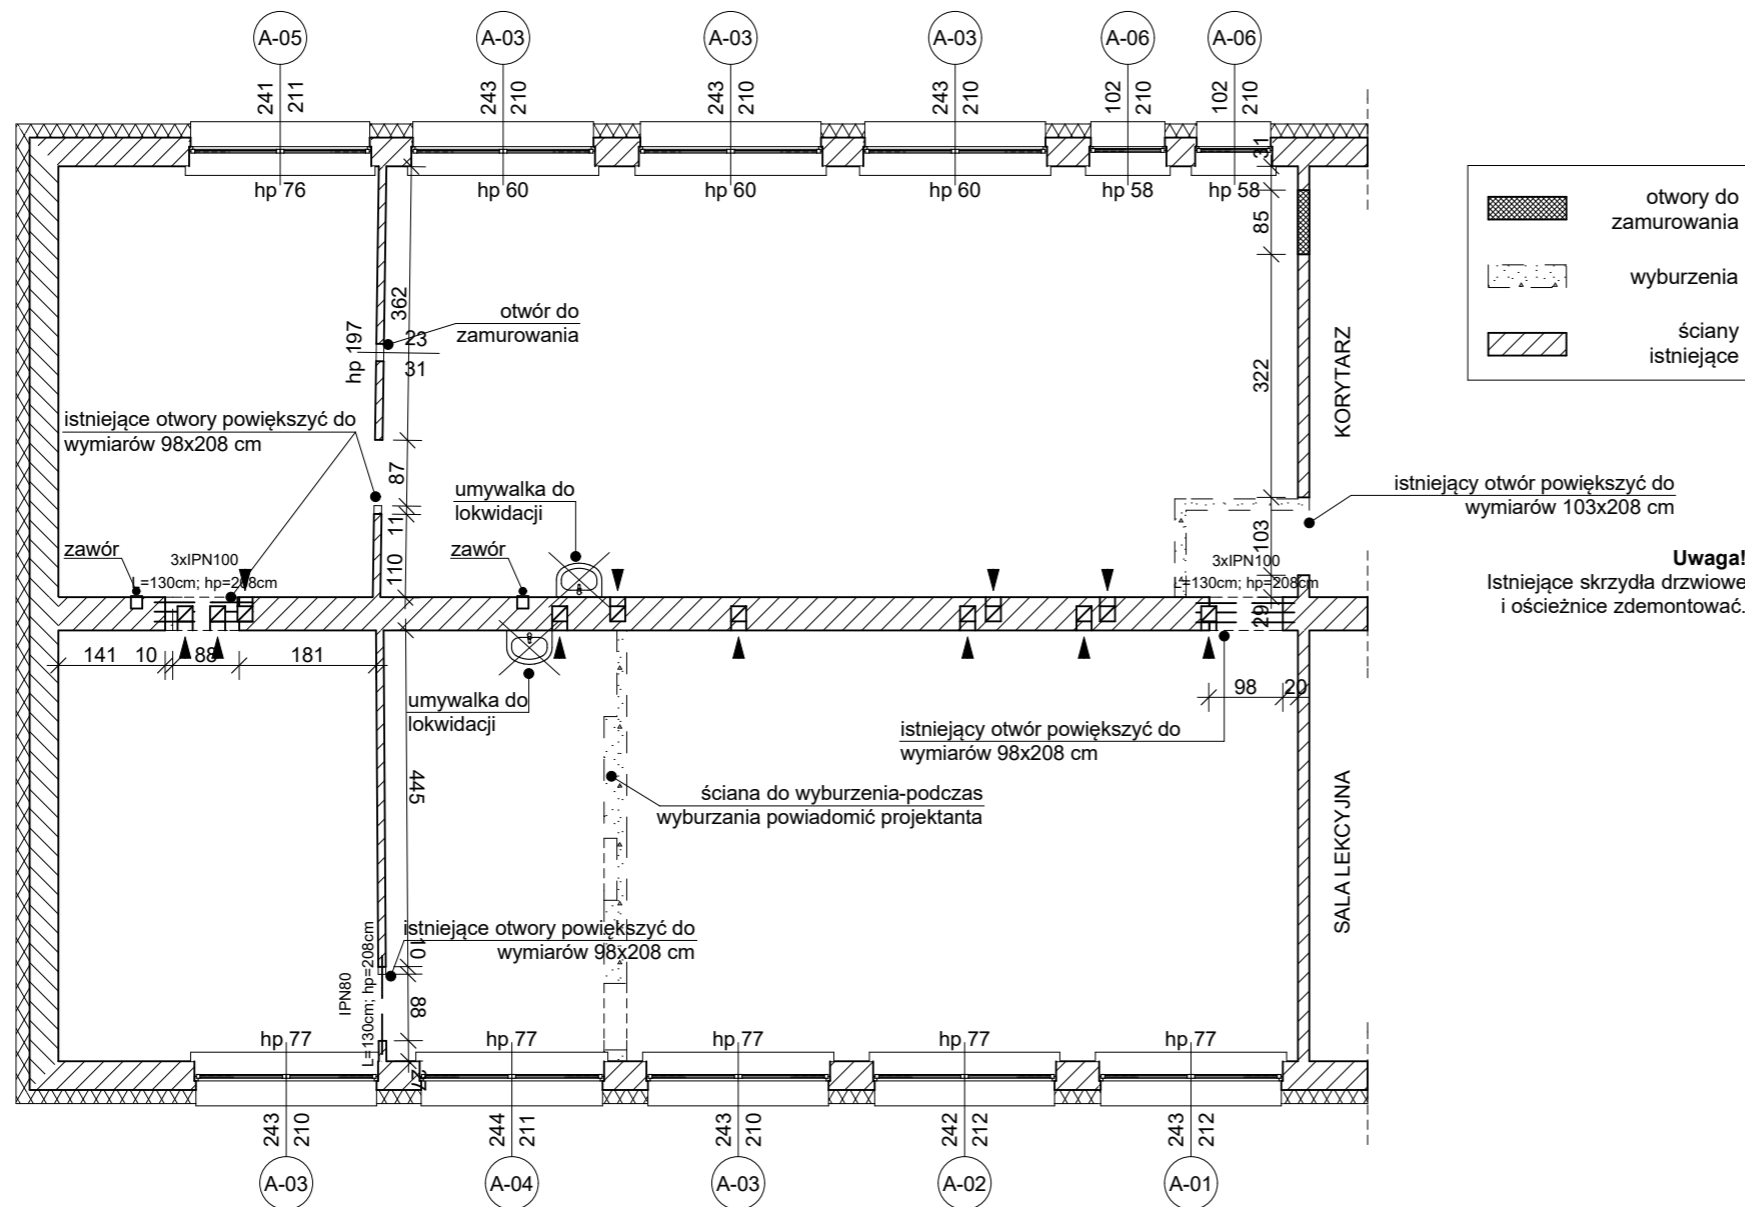 A-05
A-03
A-03
A-03
A-06
A-06
241
211
243
210
243
210
243
210
102
210
102
210
hp 76
hp 60
hp 60
hp 60
hp 58
hp 58
31
85
322
103
29
otwory do
zamurowania
wyburzenia
ściany
istniejące
KORYTARZ
362
hp 197
23
31
otwór do
zamurowania
istniejące otwory powiększyć do
wymiarów 98x208 cm
87
11
110
umywalka do
lokwidacji
zawór
zawór
3xIPN100
L=130cm; hp=208cm
istniejący otwór powiększyć do
wymiarów 103x208 cm
3xIPN100
L=130cm; hp=208cm
Uwaga!
Istniejące skrzydła drzwiowe
i ościeżnice zdemontować.
141
10
88
181
98
20
umywalka do
lokwidacji
istniejący otwór powiększyć do
wymiarów 98x208 cm
445
ściana do wyburzenia-podczas
wyburzania powiadomić projektanta
SALA LEKCYJNA
istniejące otwory powiększyć do
wymiarów 98x208 cm
10
88
27
IPN80
L=130cm; hp=208cm
hp 77
hp 77
hp 77
hp 77
hp 77
243
210
244
211
243
210
242
212
243
212
A-03
A-04
A-03
A-02
A-01